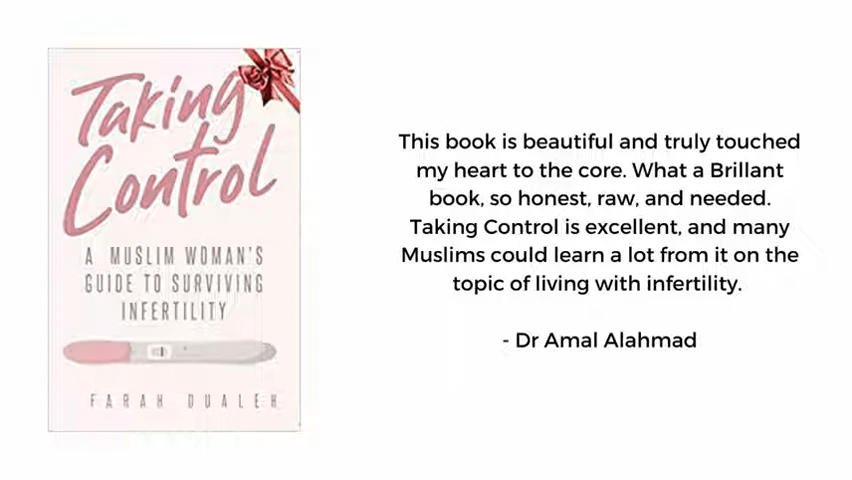 Taking
Control
A MUSLIM WOMAN'S
GUIDE TO SURVIVING
INFERTILITY
FARAH DUALEH
This book is beautiful and truly touched
my heart to the core. What a Brillant
book, so honest, raw, and needed.
Taking Control is excellent, and many
Muslims could learn a lot from it on the
topic of living with infertility.
- Dr Amal Alahmad